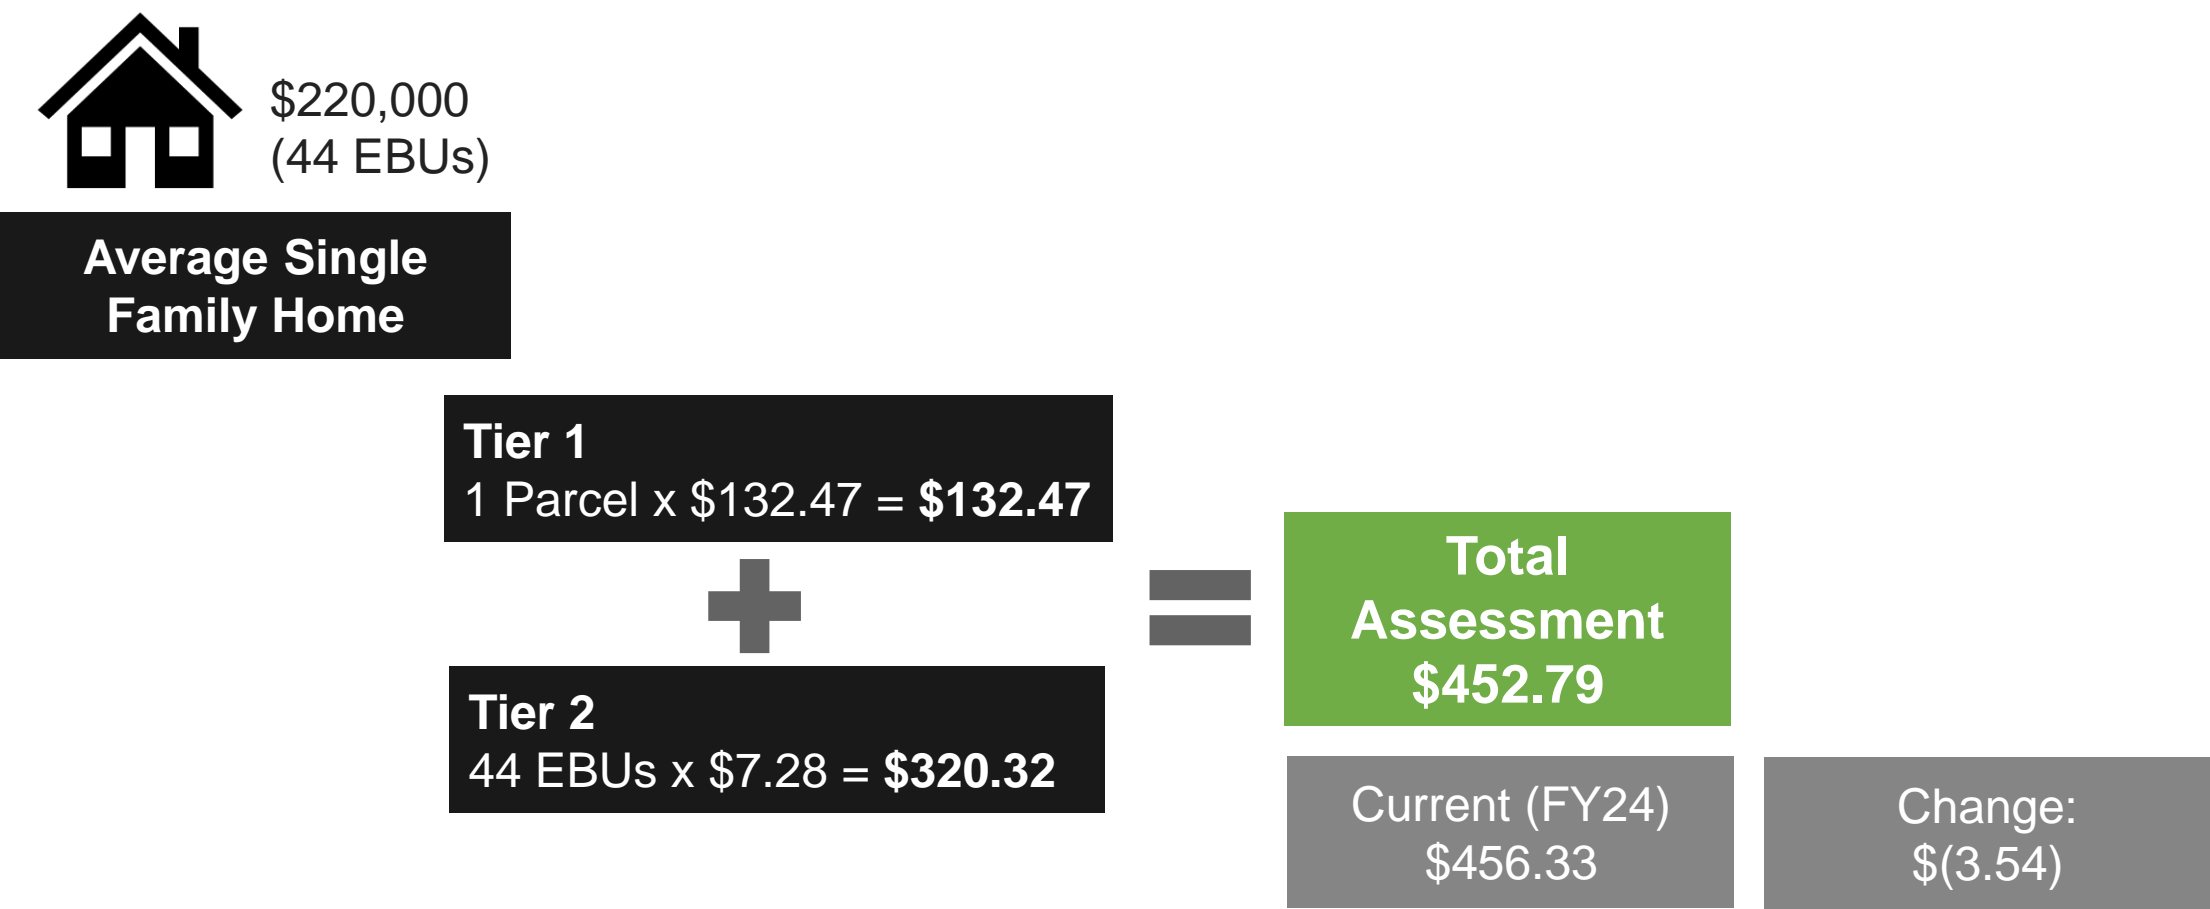 $220,000
(44 EBUs)
Average Single
Family Home
Tier 1
1 Parcel x $132.47 = $132.47
Tier 2
44 EBUs x $7.28 = $320.32
Total
Assessment
$452.79
Current (FY24)
$456.33
Change:
$(3.54)